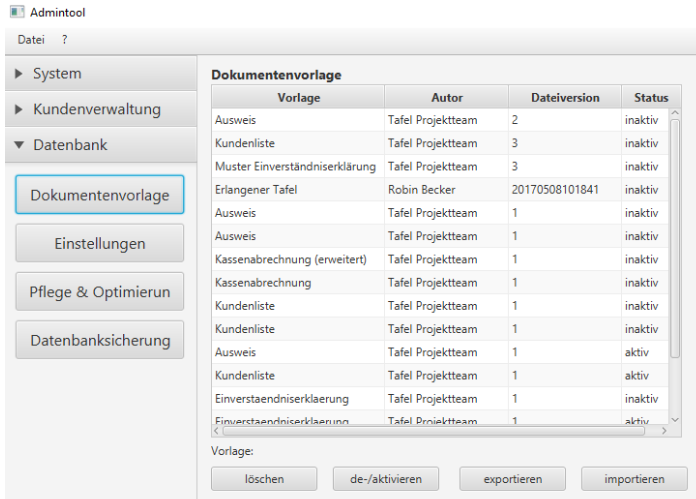 Admintool
Datei ?
System
Kundenverwaltung
Datenbank
Dokumentenvorlage
Einstellungen
Pflege & Optimierun
Datenbanksicherung
Dokumentenvorlage
Vorlage Autor Dateiversion Status
Ausweis Tafel Projektteam 2 inaktiv
Kundenliste Tafel Projektteam 3 inaktiv
Muster Einverständniserklärung Tafel Projektteam 3 inaktiv
Erlangener Tafel Robin Becker 20170508101841 inaktiv
Ausweis Tafel Projektteam 1 inaktiv
Ausweis Tafel Projektteam 1 inaktiv
Kassenabrechnung (erweitert) Tafel Projektteam 1 inaktiv
Kassenabrechnung Tafel Projektteam 1 inaktiv
Kundenliste Tafel Projektteam 1 inaktiv
Kundenliste Tafel Projektteam 1 inaktiv
Ausweis Tafel Projektteam 1 aktiv
Kundenliste Tafel Projektteam 1 aktiv
Einverstaendniserklaerung Tafel Projektteam 1 inaktiv
Einverstaendniserklaerung Tafel Projektteam 1 aktiv
Vorlage:
löschen de-/aktivieren exportieren importieren